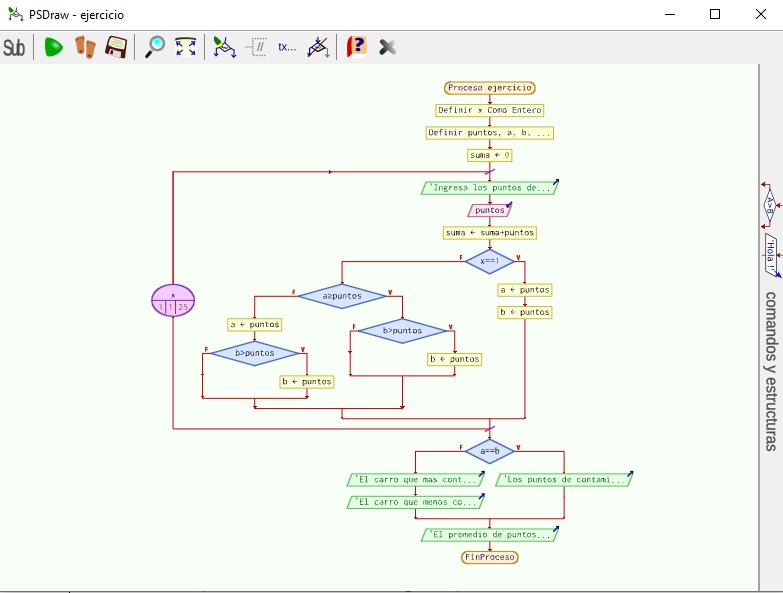 PSDraw - ejercicio
Sub
tx...
Proceso ejercicio
Definir x Como Entero
Definir puntos, a, b, ...
suma ← 0
'Ingresa los puntos de...
puntos
suma ← suma+puntos
F x==1 V
a ← puntos
b ← puntos
x
1 1 25
F a≥puntos V
a ← puntos
F b>puntos V
b ← puntos
F b>puntos V
b ← puntos
F a==b V
'El carro que mas cont...
'Los puntos de contami...
'El carro que menos co...
'El promedio de puntos...
FinProceso
A>B
'Hola !'
comandos y estructuras